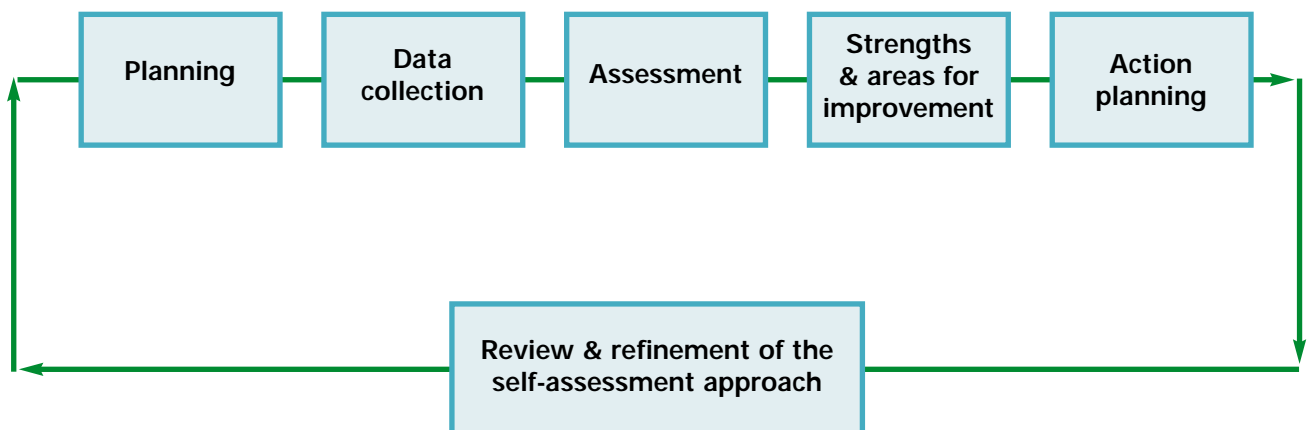 Planning
Data
collection
Assessment
Strengths
& areas for
improvement
Action
planning
Review & refinement of the
self-assessment approach